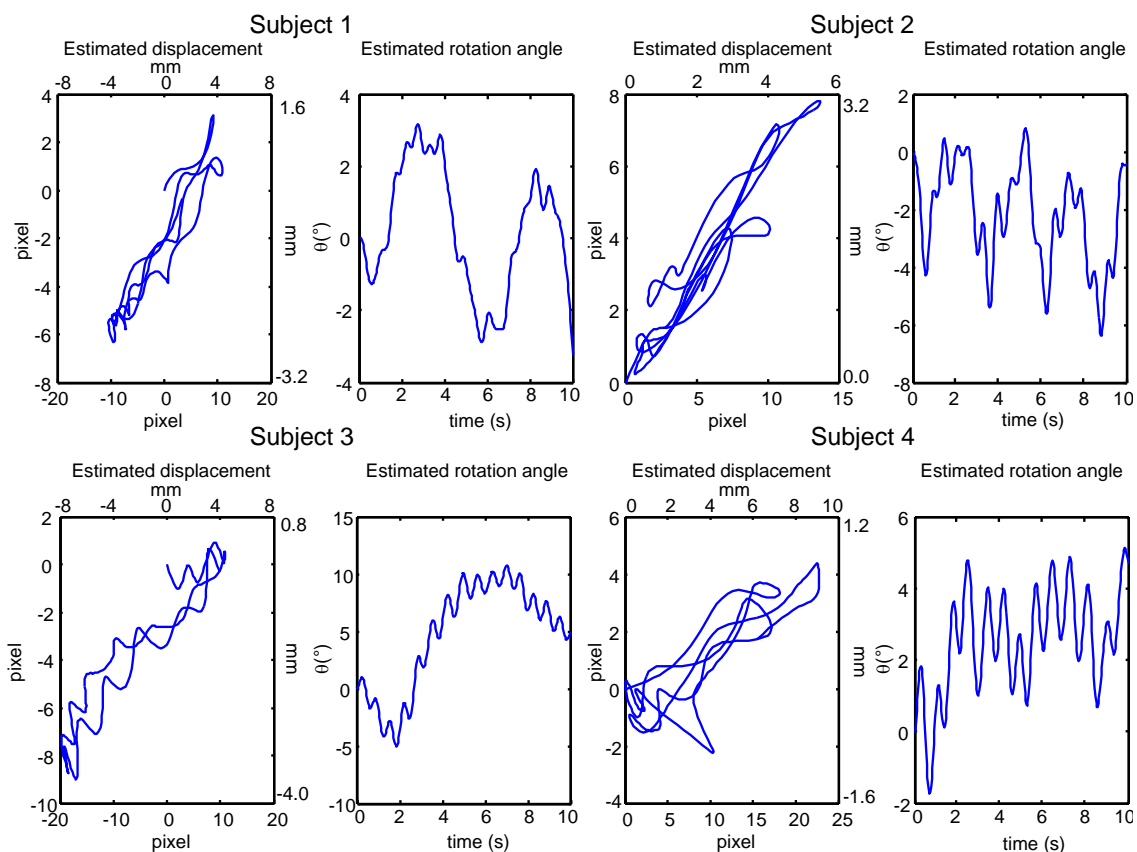 Subject 1
Subject 2
Estimated displacement
Estimated rotation angle
Estimated displacement
Estimated rotation angle
mm
mm
-8 -4 0 4 8
0 2 4 6
4 2 0 -2 -4 -6 -8
pixel
1.6
mm
-3.2
-20 -10 0 10 20
pixel
4 2 0 -2 -4
θ(°)
0 2 4 6 8 10
time (s)
8 6 4 2 0
pixel
3.2
mm
0.0
0 5 10 15
pixel
2 0 -2 -4 -6 -8
θ(°)
0 2 4 6 8 10
time (s)
Subject 3
Subject 4
Estimated displacement
Estimated rotation angle
Estimated displacement
Estimated rotation angle
mm
mm
-8 -4 0 4 8
0 2 4 6 8 10
2 0 -2 -4 -6 -8 -10
pixel
0.8
mm
-4.0
-20 -10 0 10 20
pixel
15 10 5 0 -5 -10
θ(°)
0 2 4 6 8 10
time (s)
6 4 2 0 -2 -4
pixel
1.2
mm
-1.6
0 5 10 15 20 25
pixel
6 4 2 0 -2
θ(°)
0 2 4 6 8 10
time (s)